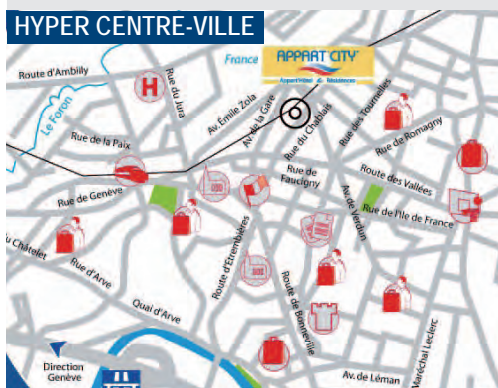 HYPER CENTRE-VILLE
France
APPART'CITY
Appart'Hôtel & Résidences
Route d'Ambilly
H
Rue du Jura
Le Foron
Av. Émile Zola
Av. de la Gare
Rue du Chablais
Rue des Tournelles
Rue de Romagny
Rue de la Paix
Rue de Faucigny
Route des Vallées
Rue de Genève
Rue de l'Ile de France
Av. de Verdun
u Châtelet
Rue d'Arve
Route d'Etrembières
Quai d'Arve
Route de Bonneville
Maréchal Leclerc
Direction
Genève
Av. de Léman